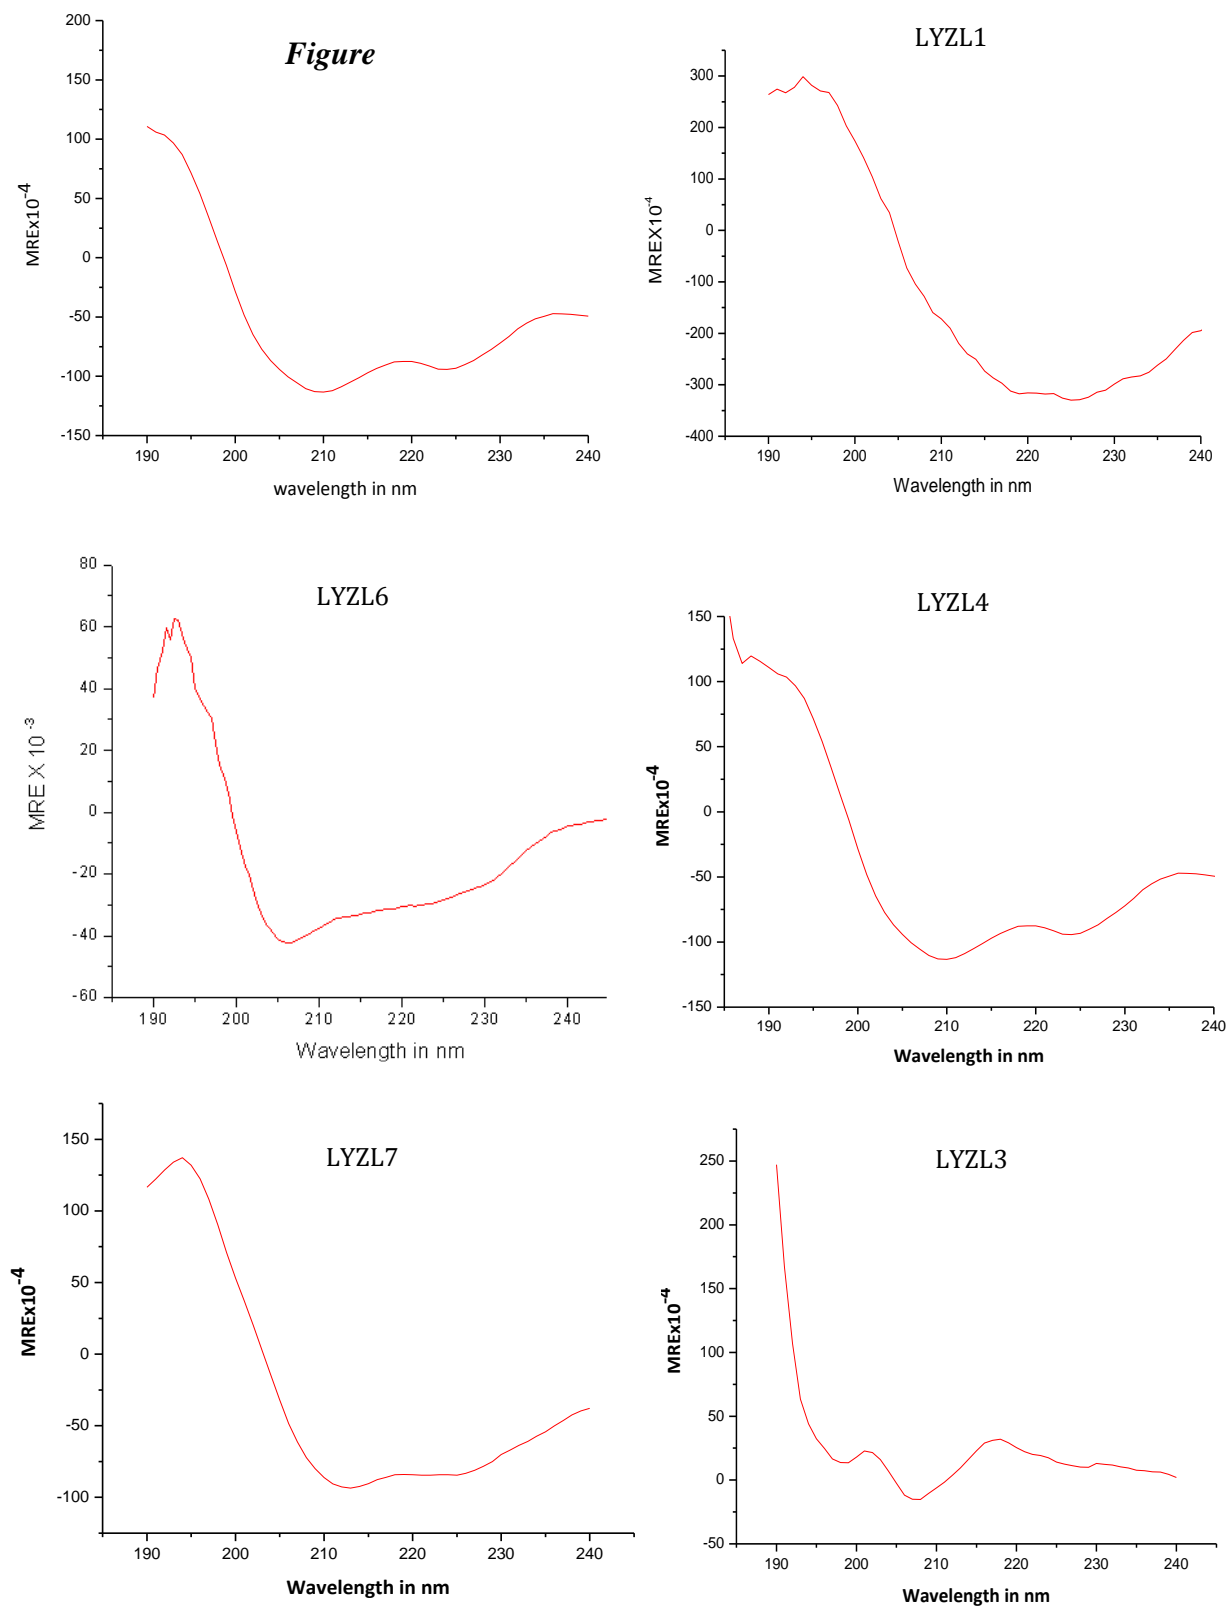 Figure
200
150
100
50
0
-50
-100
-150
190 200 210 220 230 240
MREx10-4
wavelength in nm
LYZL1
300
200
100
0
-100
-200
-300
-400
190 200 210 220 230 240
MREX10-4
Wavelength in nm
LYZL6
80
60
40
20
0
-20
-40
-60
190 200 210 220 230 240
MRE X 10 -3
Wavelength in nm
LYZL4
150
100
50
0
-50
-100
-150
190 200 210 220 230 240
MREx10-4
Wavelength in nm
LYZL7
150
100
50
0
-50
-100
190 200 210 220 230 240
MREx10-4
Wavelength in nm
LYZL3
250
200
150
100
50
0
-50
190 200 210 220 230 240
MREx10-4
Wavelength in nm